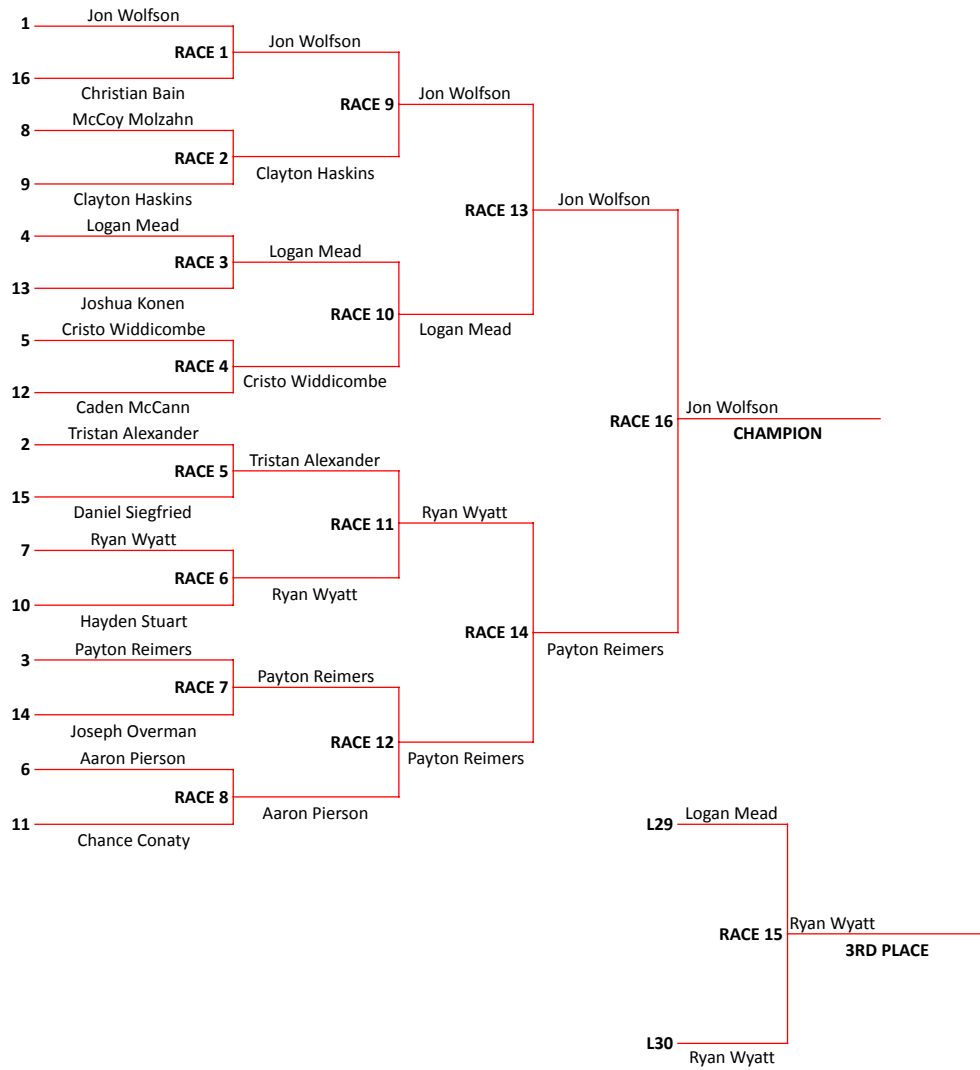 1 Jon Wolfson
RACE 1 Jon Wolfson
16
Christian Bain
RACE 9 Jon Wolfson
McCoy Molzahn
8
RACE 2
Clayton Haskins
9
Clayton Haskins
RACE 13 Jon Wolfson
Logan Mead
4
RACE 3 Logan Mead
13
Joshua Konen
RACE 10
Logan Mead
Cristo Widdicombe
5
RACE 4
Cristo Widdicombe
12
Caden McCann
RACE 16 Jon Wolfson
CHAMPION
Tristan Alexander
2
RACE 5 Tristan Alexander
15
Daniel Siegfried
RACE 11 Ryan Wyatt
Ryan Wyatt
7
RACE 6
Ryan Wyatt
10
Hayden Stuart
RACE 14
Payton Reimers
Payton Reimers
3
RACE 7 Payton Reimers
14
Joseph Overman
RACE 12
Payton Reimers
Aaron Pierson
6
RACE 8
Aaron Pierson
11
Chance Conaty
L29 Logan Mead
RACE 15 Ryan Wyatt
3RD PLACE
L30
Ryan Wyatt